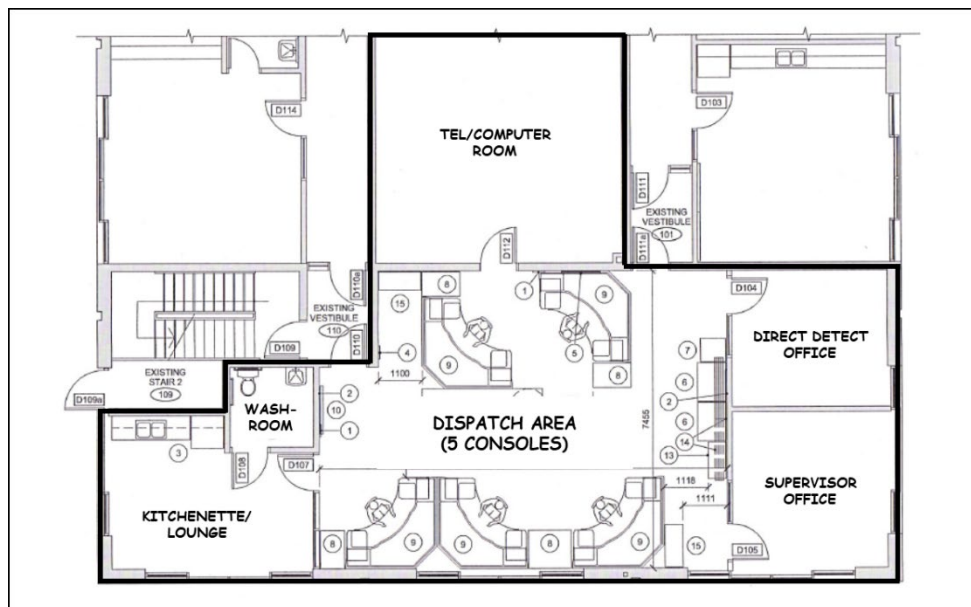 D114
TEL/COMPUTER
ROOM
D103
D111
EXISTING
VESTIBULE
101
D111a
D112
D110a
EXISTING
VESTIBULE
110
D110
D109
EXISTING
STAIR 2
109
D109a
8
15
4
1100
9
1
9
5
8
D104
DIRECT DETECT
OFFICE
7
6
2
6
14
13
7455
1118
1111
WASH-
ROOM
2
10
1
DISPATCH AREA
(5 CONSOLES)
3
D108
D107
KITCHENETTE/
LOUNGE
8
9
9
8
9
15
SUPERVISOR
OFFICE
D105